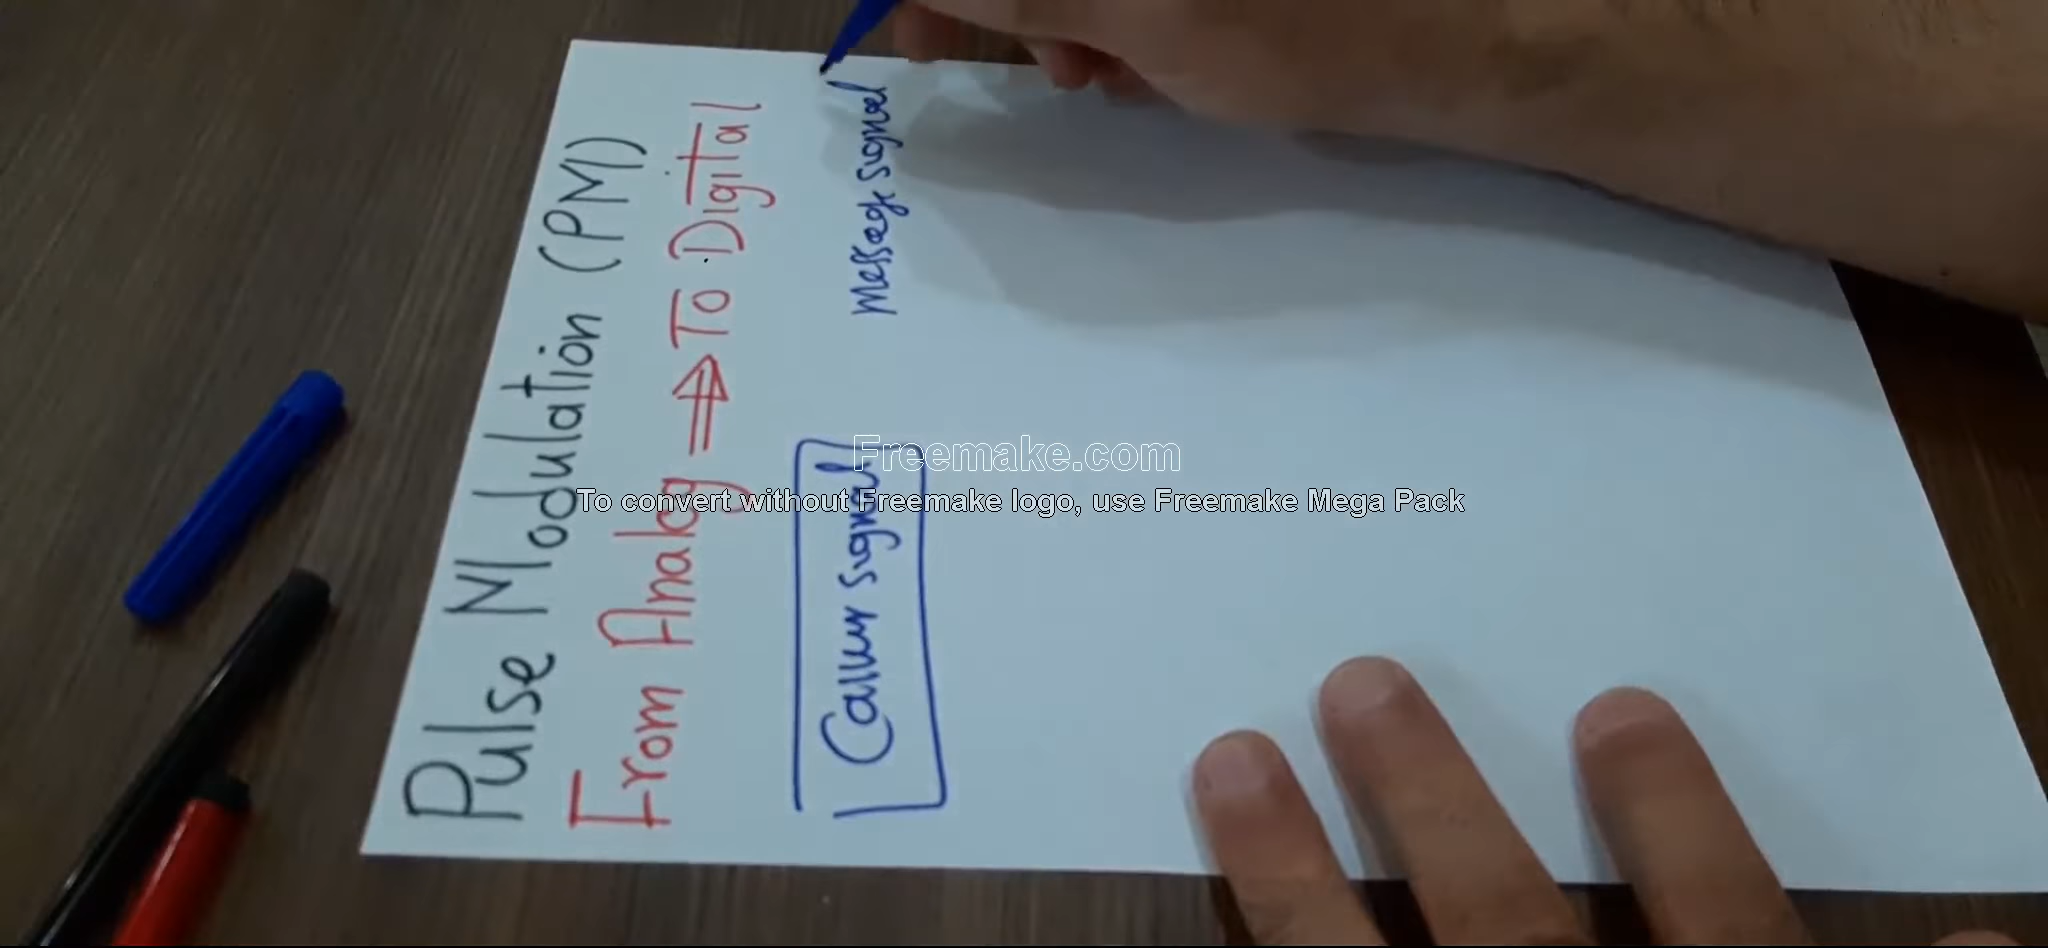 Pulse Modulation (PM)
From Analog ⇒ To Digital
Carrier signal
Message signal
Freemake.com
To convert without Freemake logo, use Freemake Mega Pack